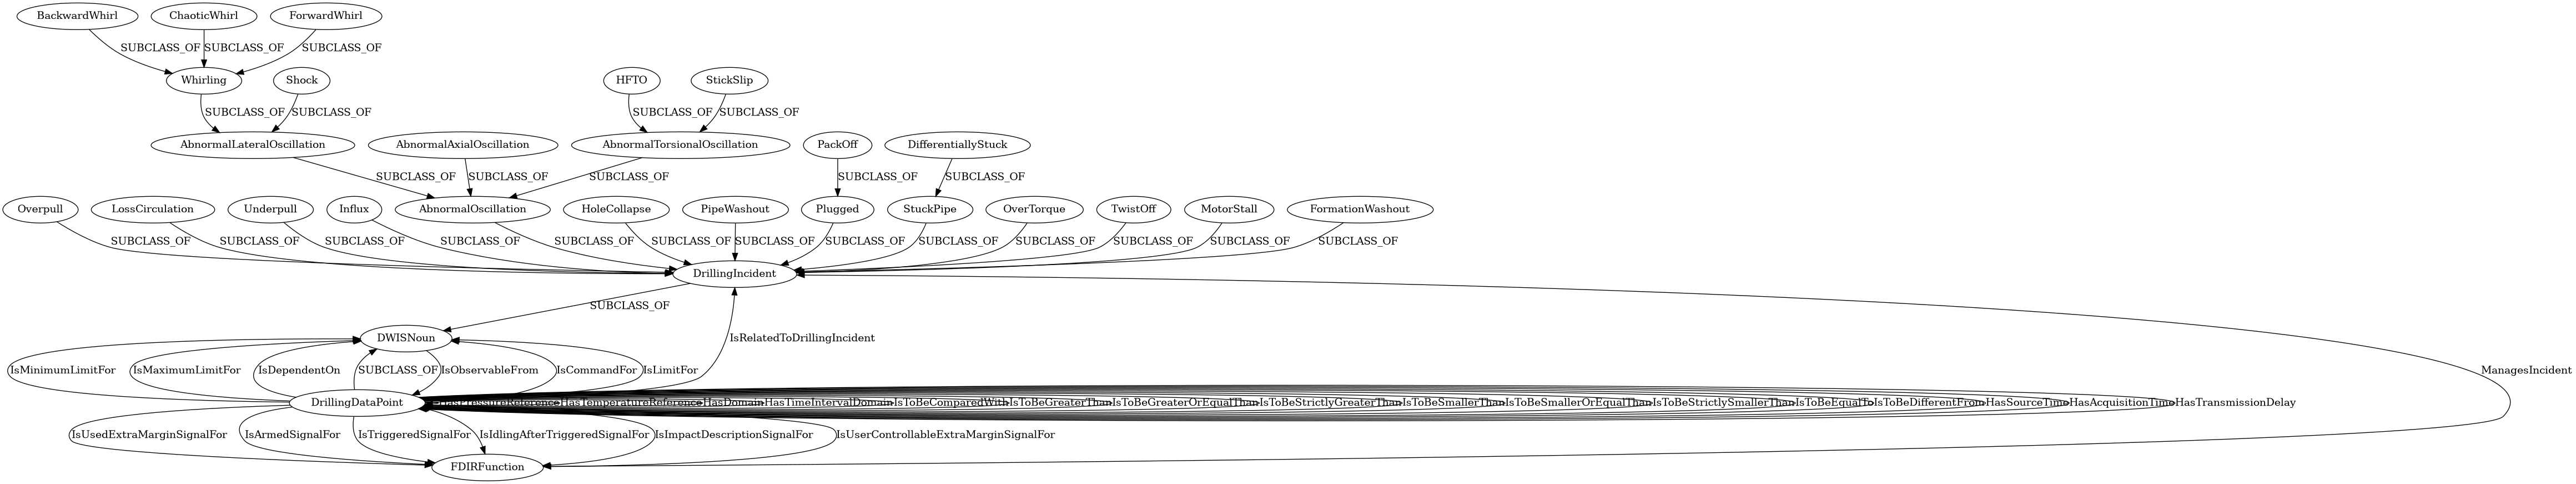 BackwardWhirl
ChaoticWhirl
ForwardWhirl
SUBCLASS_OF
SUBCLASS_OF
SUBCLASS_OF
Whirling
Shock
HFTO
StickSlip
SUBCLASS_OF
SUBCLASS_OF
SUBCLASS_OF
SUBCLASS_OF
AbnormalLateralOscillation
AbnormalAxialOscillation
AbnormalTorsionalOscillation
PackOff
DifferentiallyStuck
SUBCLASS_OF
SUBCLASS_OF
SUBCLASS_OF
SUBCLASS_OF
SUBCLASS_OF
Overpull
LossCirculation
Underpull
Influx
AbnormalOscillation
HoleCollapse
PipeWashout
Plugged
StuckPipe
OverTorque
TwistOff
MotorStall
FormationWashout
SUBCLASS_OF
SUBCLASS_OF
SUBCLASS_OF
SUBCLASS_OF
SUBCLASS_OF
SUBCLASS_OF
SUBCLASS_OF
SUBCLASS_OF
SUBCLASS_OF
SUBCLASS_OF
SUBCLASS_OF
SUBCLASS_OF
SUBCLASS_OF
DrillingIncident
SUBCLASS_OF
DWISNoun
IsRelatedToDrillingIncident
IsMinimumLimitFor
IsMaximumLimitFor
IsDependentOn
SUBCLASS_OF
IsObservableFrom
IsCommandFor
IsLimitFor
ManagesIncident
DrillingDataPoint
HasPressureReference
HasTemperatureReference
HasDomain
HasTimeIntervalDomain
IsToBeComparedWith
IsToBeGreaterThan
IsToBeGreaterOrEqualThan
IsToBeStrictlyGreaterThan
IsToBeSmallerThan
IsToBeSmallerOrEqualThan
IsToBeStrictlySmallerThan
IsToBeEqualTo
IsToBeDifferentFrom
HasSourceTime
HasAcquisitionTime
HasTransmissionDelay
IsUsedExtraMarginSignalFor
IsArmedSignalFor
IsTriggeredSignalFor
IsIdlingAfterTriggeredSignalFor
IsImpactDescriptionSignalFor
IsUserControllableExtraMarginSignalFor
FDIRFunction